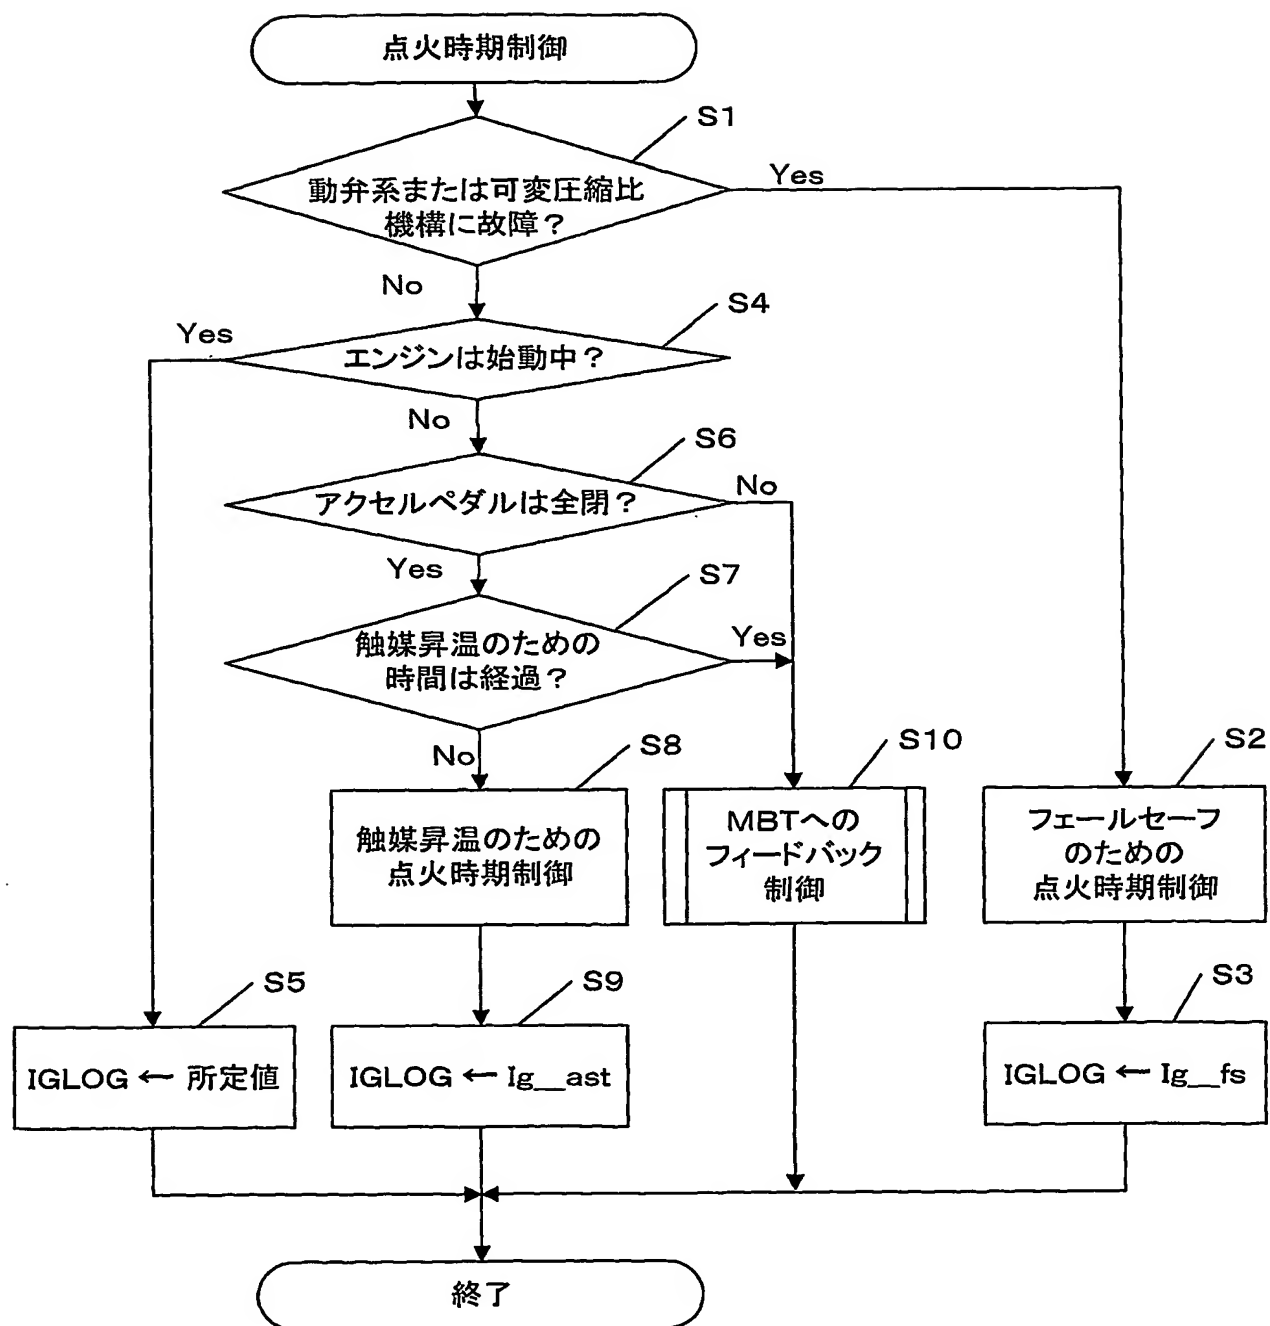 点火時期制御
S1
動弁系または可変圧縮比
機構に故障？
Yes
No
S4
Yes
エンジンは始動中？
No
S6
アクセルペダルは全閉？
No
Yes
S7
触媒昇温のための
時間は経過？
Yes
No
S8
触媒昇温のための
点火時期制御
S10
MBTへの
フィードバック
制御
S2
フェールセーフ
のための
点火時期制御
S5
IGLOG ← 所定値
S9
IGLOG ← Ig__ast
S3
IGLOG ← Ig__fs
終了